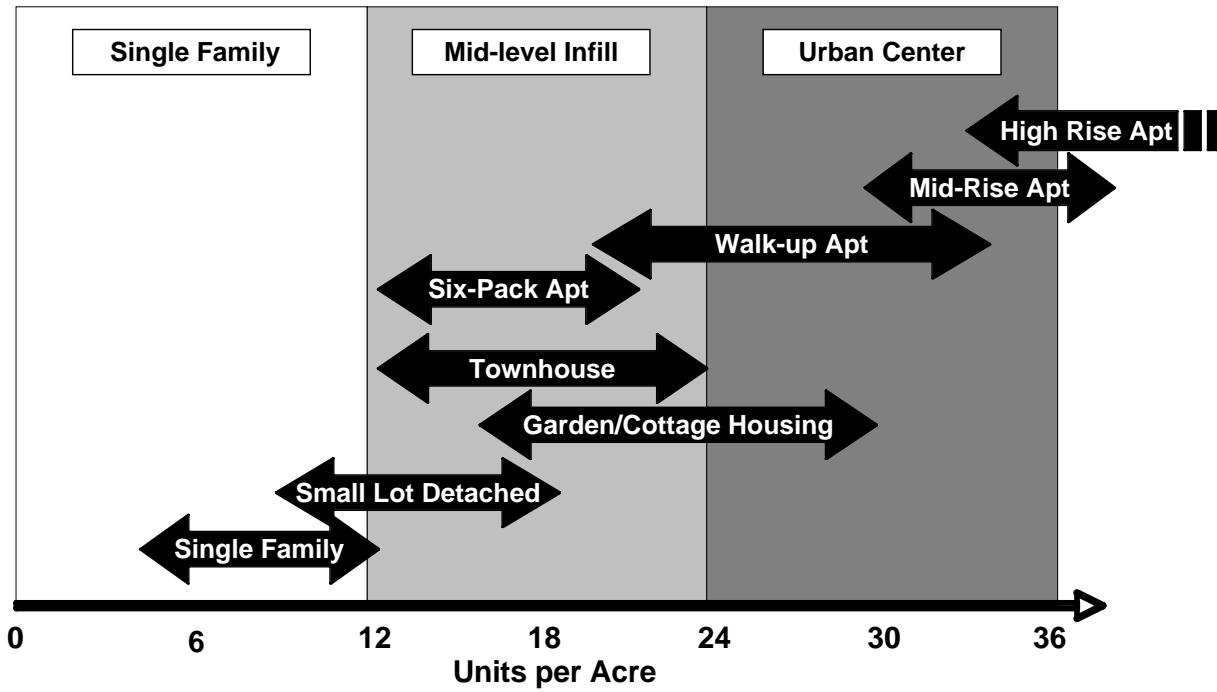 Single Family
Mid-level Infill
Urban Center
High Rise Apt
Mid-Rise Apt
Walk-up Apt
Six-Pack Apt
Townhouse
Garden/Cottage Housing
Small Lot Detached
Single Family
0 6 12 18 24 30 36
Units per Acre